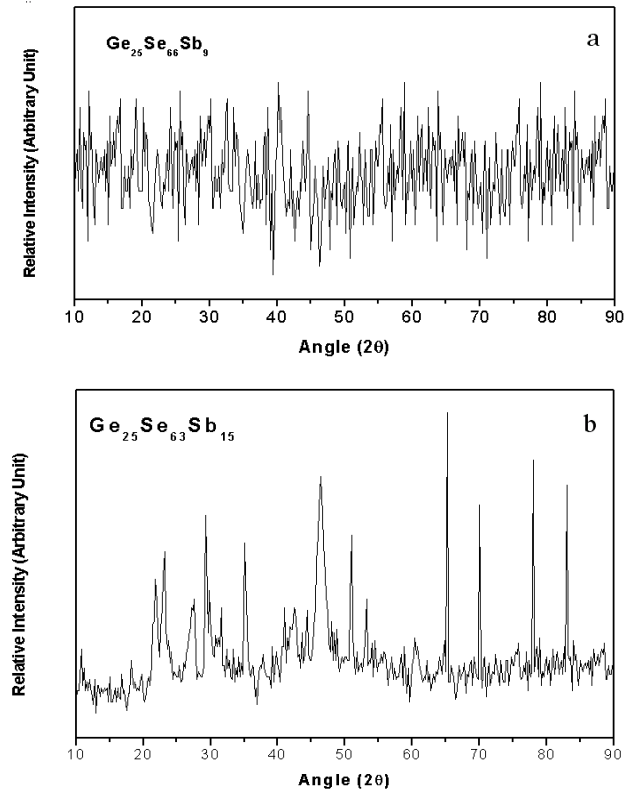 Ge₂₅Se₆₆Sb₉
a
Relative Intensity (Arbitrary Unit)
10 20 30 40 50 60 70 80 90
Angle (2θ)
Ge₂₅Se₆₃Sb₁₅
b
Relative Intensity (Arbitrary Unit)
10 20 30 40 50 60 70 80 90
Angle (2θ)